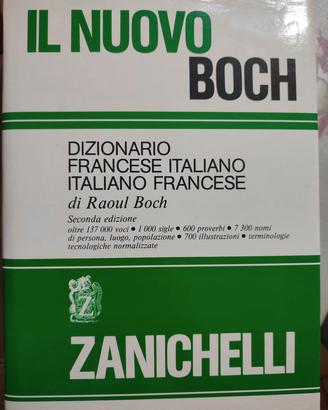 IL NUOVO
BOCH
DIZIONARIO
FRANCESE ITALIANO
ITALIANO FRANCESE
di Raoul Boch
Seconda edizione
oltre 137 000 voci • 1 000 sigle • 600 proverbi • 7 300 nomi
di persona, luogo, popolazione • 700 illustrazioni • terminologie
tecnologiche normalizzate
Z
ZANICHELLI